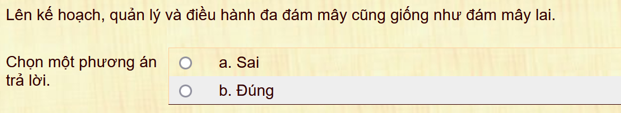 Lên kế hoạch, quản lý và điều hành đa đám mây cũng giống như đám mây lai.
Chọn một phương án
trả lời.
a. Sai
b. Đúng